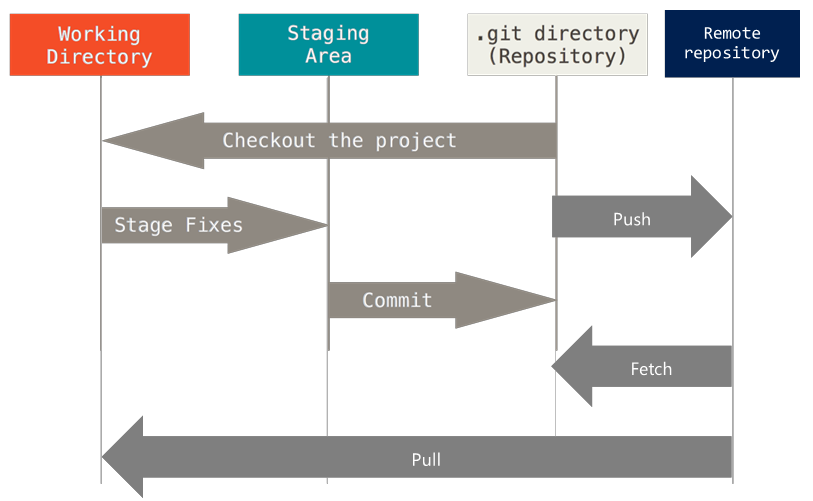 Working
Directory
Staging
Area
.git directory
(Repository)
Remote
repository
Checkout the project
Stage Fixes
Push
Commit
Fetch
Pull